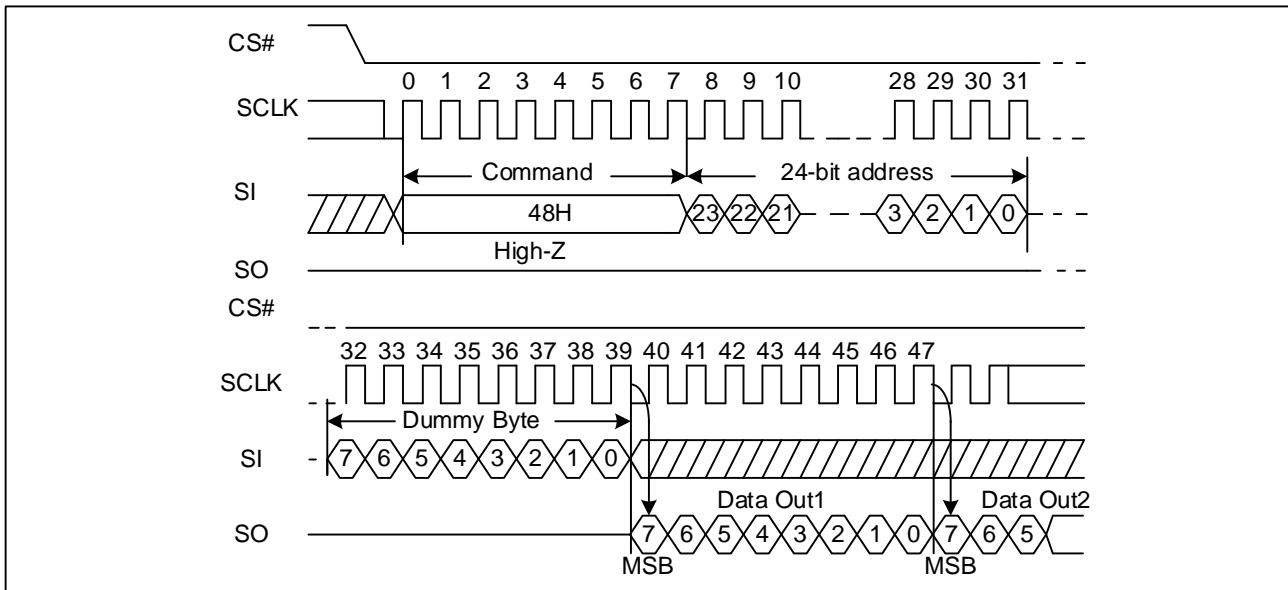 CS#
0 1 2 3 4 5 6 7 8 9 10 28 29 30 31
SCLK
Command 24-bit address
SI
48H 23 22 21 3 2 1 0
High-Z
SO
CS#
32 33 34 35 36 37 38 39 40 41 42 43 44 45 46 47
SCLK
Dummy Byte
SI 7 6 5 4 3 2 1 0
Data Out1 Data Out2
SO 7 6 5 4 3 2 1 0 7 6 5
MSB MSB